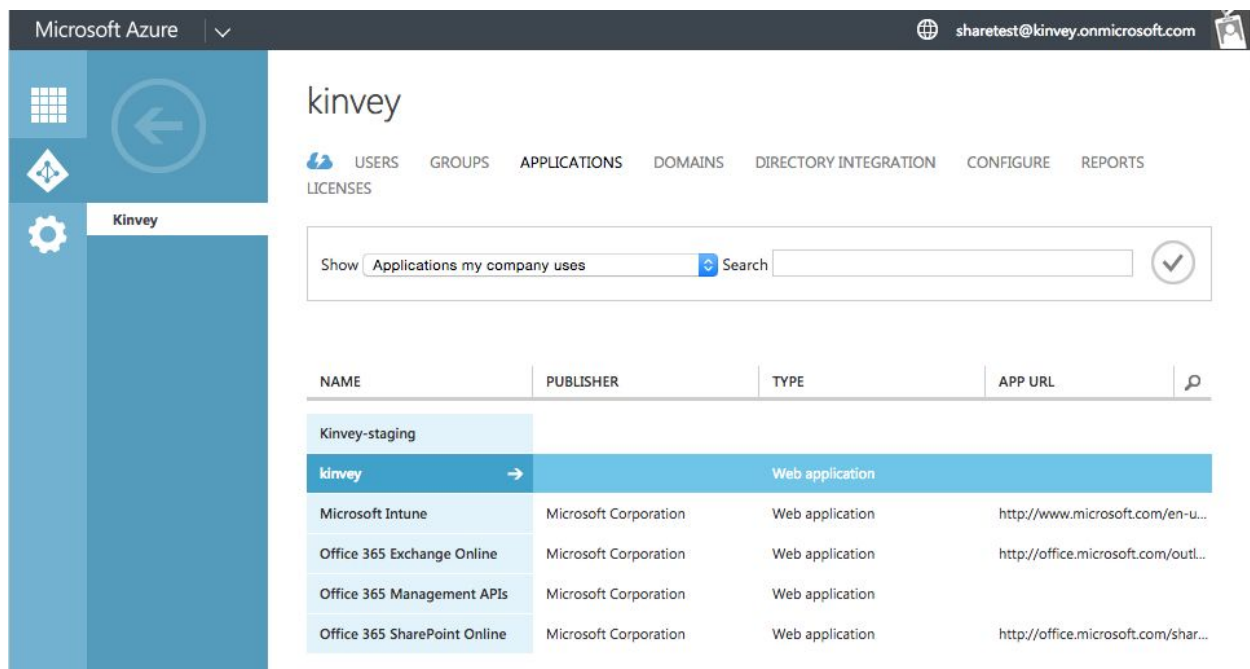 Microsoft Azure
sharetest@kinvey.onmicrosoft.com
kinvey
USERS GROUPS APPLICATIONS DOMAINS DIRECTORY INTEGRATION CONFIGURE REPORTS
LICENSES
Kinvey
Show Applications my company uses Search
NAME PUBLISHER TYPE APP URL
Kinvey-staging
kinvey Web application
Microsoft Intune Microsoft Corporation Web application http://www.microsoft.com/en-u...
Office 365 Exchange Online Microsoft Corporation Web application http://office.microsoft.com/outl...
Office 365 Management APIs Microsoft Corporation Web application
Office 365 SharePoint Online Microsoft Corporation Web application http://office.microsoft.com/shar...